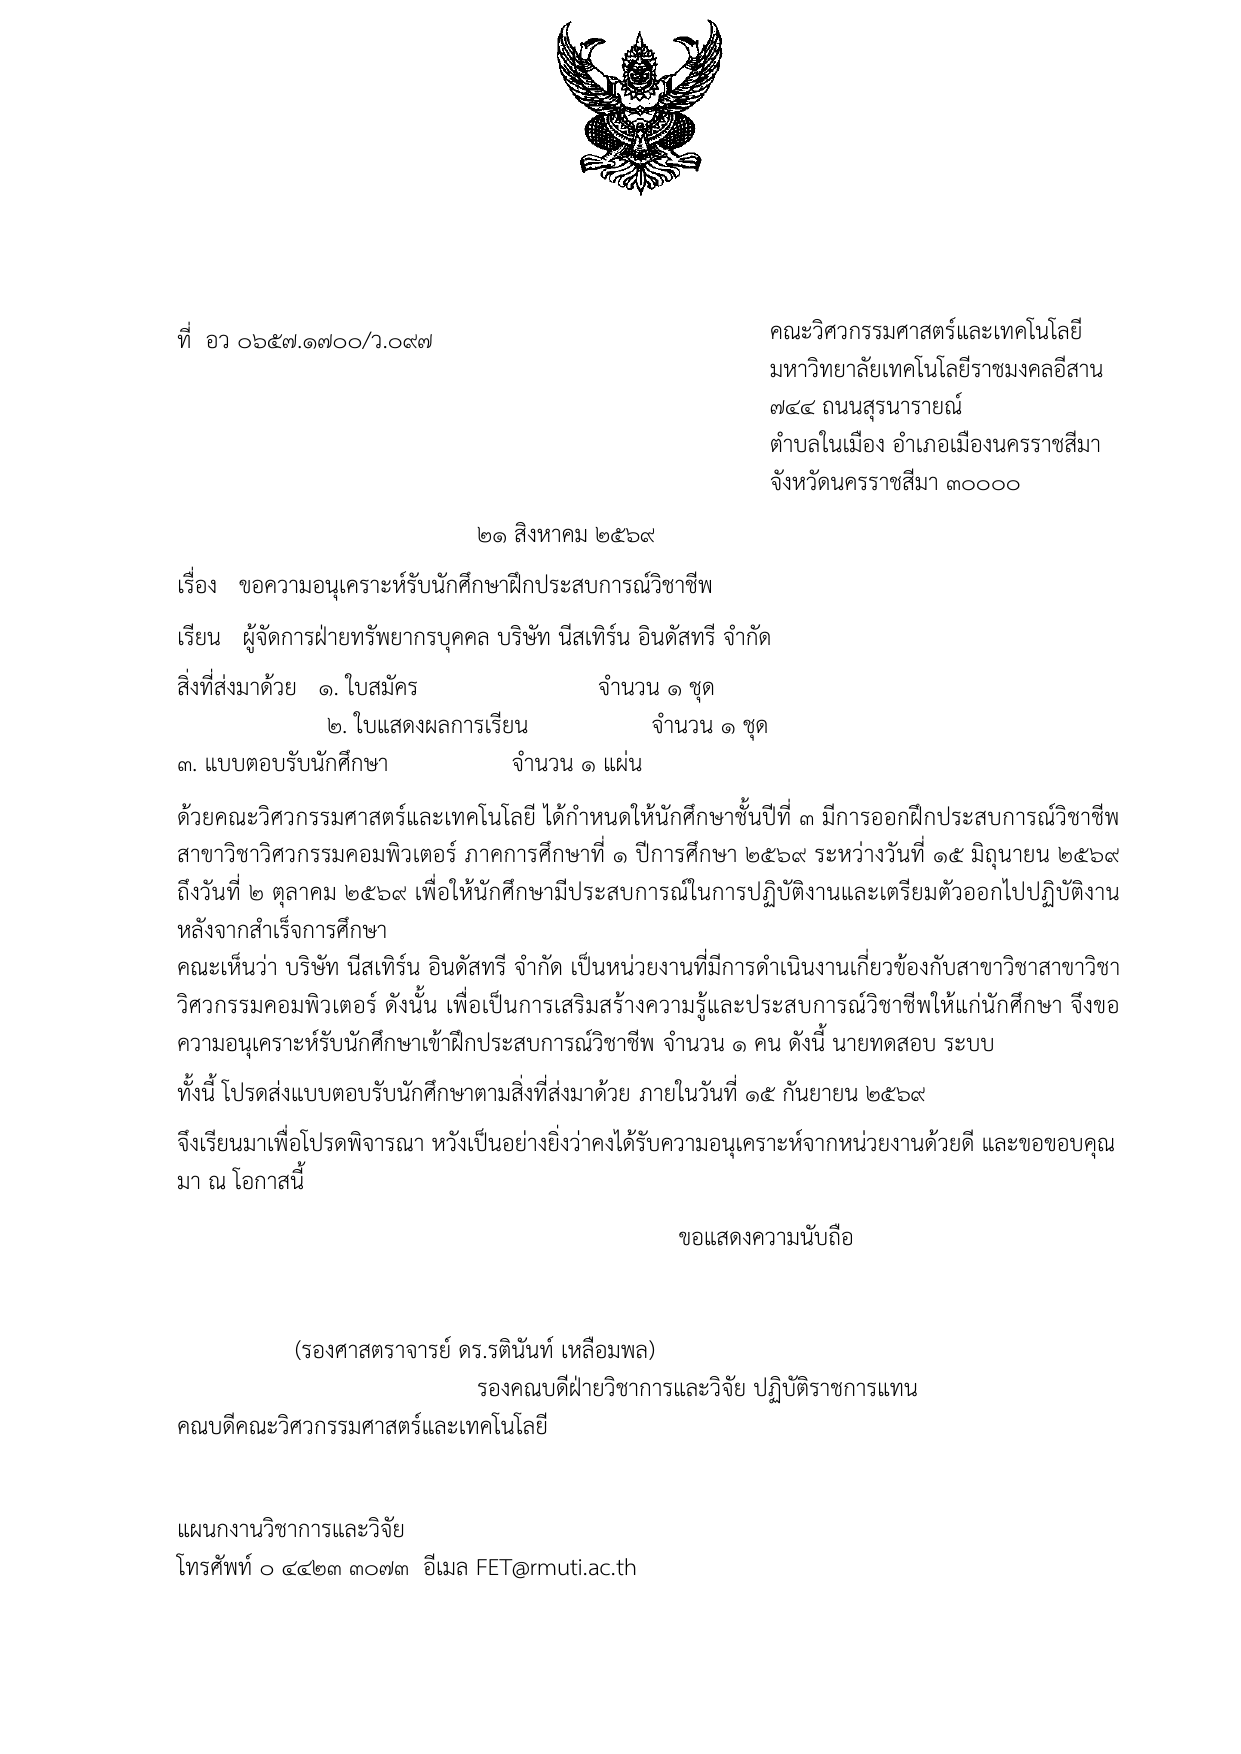 ที่ อว ๐๖๕๗.๑๗๐๐/ว.๐๙๗
คณะวิศวกรรมศาสตร์และเทคโนโลยี
มหาวิทยาลัยเทคโนโลยีราชมงคลอีสาน
๗๔๔ ถนนสุรนารายณ์
ตำบลในเมือง อำเภอเมืองนครราชสีมา
จังหวัดนครราชสีมา ๓๐๐๐๐
๒๑ สิงหาคม ๒๕๖๙
เรื่อง ขอความอนุเคราะห์รับนักศึกษาฝึกประสบการณ์วิชาชีพ
เรียน ผู้จัดการฝ่ายทรัพยากรบุคคล บริษัท นีสเทิร์น อินดัสทรี จำกัด
สิ่งที่ส่งมาด้วย ๑. ใบสมัคร จำนวน ๑ ชุด
๒. ใบแสดงผลการเรียน จำนวน ๑ ชุด
๓. แบบตอบรับนักศึกษา จำนวน ๑ แผ่น
ด้วยคณะวิศวกรรมศาสตร์และเทคโนโลยี ได้กำหนดให้นักศึกษาชั้นปีที่ ๓ มีการออกฝึกประสบการณ์วิชาชีพ
สาขาวิชาวิศวกรรมคอมพิวเตอร์ ภาคการศึกษาที่ ๑ ปีการศึกษา ๒๕๖๙ ระหว่างวันที่ ๑๕ มิถุนายน ๒๕๖๙
ถึงวันที่ ๒ ตุลาคม ๒๕๖๙ เพื่อให้นักศึกษามีประสบการณ์ในการปฏิบัติงานและเตรียมตัวออกไปปฏิบัติงาน
หลังจากสำเร็จการศึกษา
คณะเห็นว่า บริษัท นีสเทิร์น อินดัสทรี จำกัด เป็นหน่วยงานที่มีการดำเนินงานเกี่ยวข้องกับสาขาวิชาสาขาวิชา
วิศวกรรมคอมพิวเตอร์ ดังนั้น เพื่อเป็นการเสริมสร้างความรู้และประสบการณ์วิชาชีพให้แก่นักศึกษา จึงขอ
ความอนุเคราะห์รับนักศึกษาเข้าฝึกประสบการณ์วิชาชีพ จำนวน ๑ คน ดังนี้ นายทดสอบ ระบบ
ทั้งนี้ โปรดส่งแบบตอบรับนักศึกษาตามสิ่งที่ส่งมาด้วย ภายในวันที่ ๑๕ กันยายน ๒๕๖๙
จึงเรียนมาเพื่อโปรดพิจารณา หวังเป็นอย่างยิ่งว่าคงได้รับความอนุเคราะห์จากหน่วยงานด้วยดี และขอขอบคุณ
มา ณ โอกาสนี้
ขอแสดงความนับถือ
(รองศาสตราจารย์ ดร.รตินันท์ เหลือมพล)
รองคณบดีฝ่ายวิชาการและวิจัย ปฏิบัติราชการแทน
คณบดีคณะวิศวกรรมศาสตร์และเทคโนโลยี
แผนกงานวิชาการและวิจัย
โทรศัพท์ ๐ ๔๔๒๓ ๓๐๗๓ อีเมล FET@rmuti.ac.th